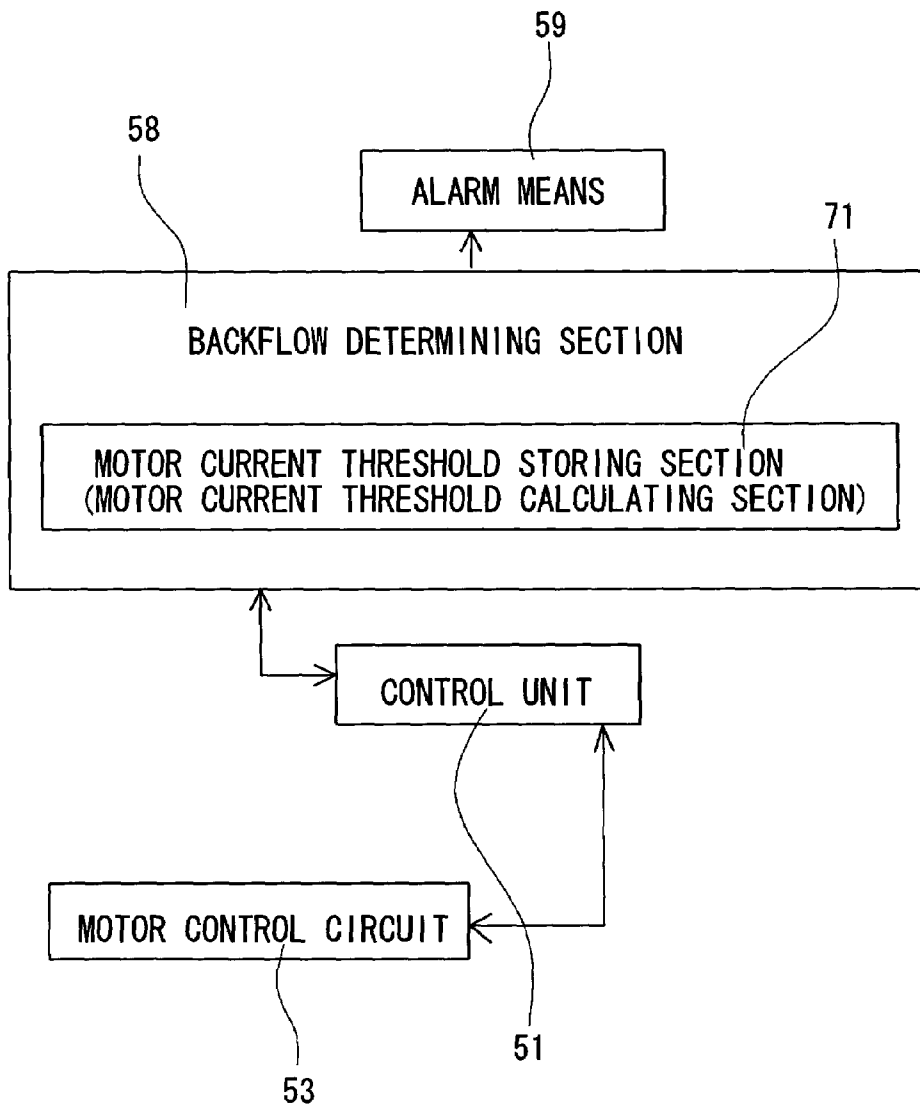 59
58
ALARM MEANS
71
BACKFLOW DETERMINING SECTION
MOTOR CURRENT THRESHOLD STORING SECTION
(MOTOR CURRENT THRESHOLD CALCULATING SECTION)
CONTROL UNIT
MOTOR CONTROL CIRCUIT
51
53